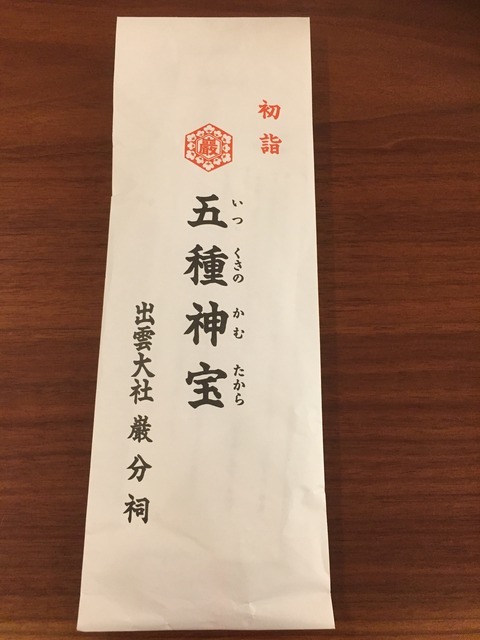 初詣
巌
五種神宝
いつ くさの かむ たから
出雲大社 巌分祠